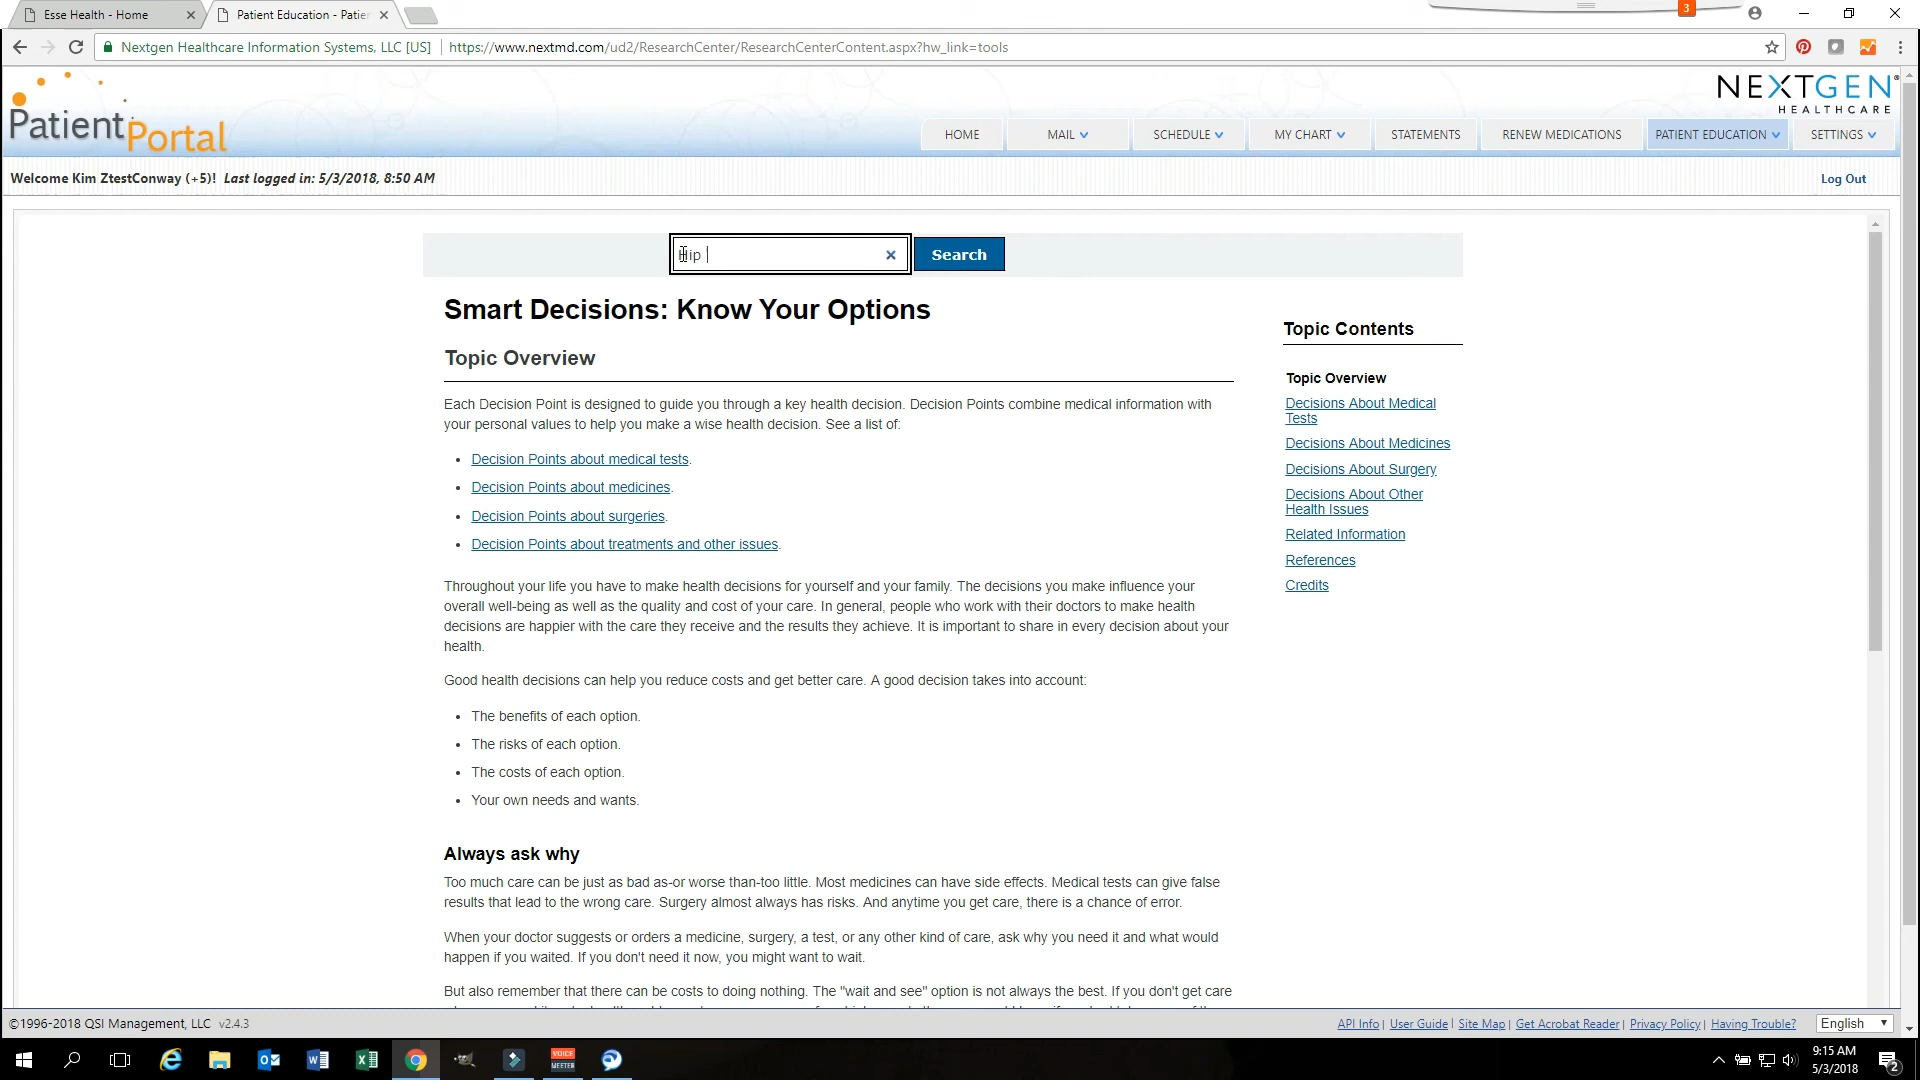 Esse Health - Home
Patient Education - Patie
3
Nextgen Healthcare Information Systems, LLC [US]
https://www.nextmd.com/ud2/ResearchCenter/ResearchCenterContent.aspx?hw_link=tools
PatientPortal
NEXTGEN
HEALTHCARE
HOME
MAIL
SCHEDULE
MY CHART
STATEMENTS
RENEW MEDICATIONS
PATIENT EDUCATION
SETTINGS
Welcome Kim ZtestConway (+5)! Last logged in: 5/3/2018, 8:50 AM
Log Out
Hip
Search
Smart Decisions: Know Your Options
Topic Overview
Each Decision Point is designed to guide you through a key health decision. Decision Points combine medical information with
your personal values to help you make a wise health decision. See a list of:
• Decision Points about medical tests.
• Decision Points about medicines.
• Decision Points about surgeries.
• Decision Points about treatments and other issues.
Throughout your life you have to make health decisions for yourself and your family. The decisions you make influence your
overall well-being as well as the quality and cost of your care. In general, people who work with their doctors to make health
decisions are happier with the care they receive and the results they achieve. It is important to share in every decision about your
health.
Good health decisions can help you reduce costs and get better care. A good decision takes into account:
• The benefits of each option.
• The risks of each option.
• The costs of each option.
• Your own needs and wants.
Always ask why
Too much care can be just as bad as-or worse than-too little. Most medicines can have side effects. Medical tests can give false
results that lead to the wrong care. Surgery almost always has risks. And anytime you get care, there is a chance of error.
When your doctor suggests or orders a medicine, surgery, a test, or any other kind of care, ask why you need it and what would
happen if you waited. If you don't need it now, you might want to wait.
But also remember that there can be costs to doing nothing. The "wait and see" option is not always the best. If you don't get care
Topic Contents
Topic Overview
Decisions About Medical
Tests
Decisions About Medicines
Decisions About Surgery
Decisions About Other
Health Issues
Related Information
References
Credits
©1996-2018 QSI Management, LLC v2.4.3
API Info | User Guide | Site Map | Get Acrobat Reader | Privacy Policy | Having Trouble?
English
VOICE
MEETER
9:15 AM
5/3/2018
2